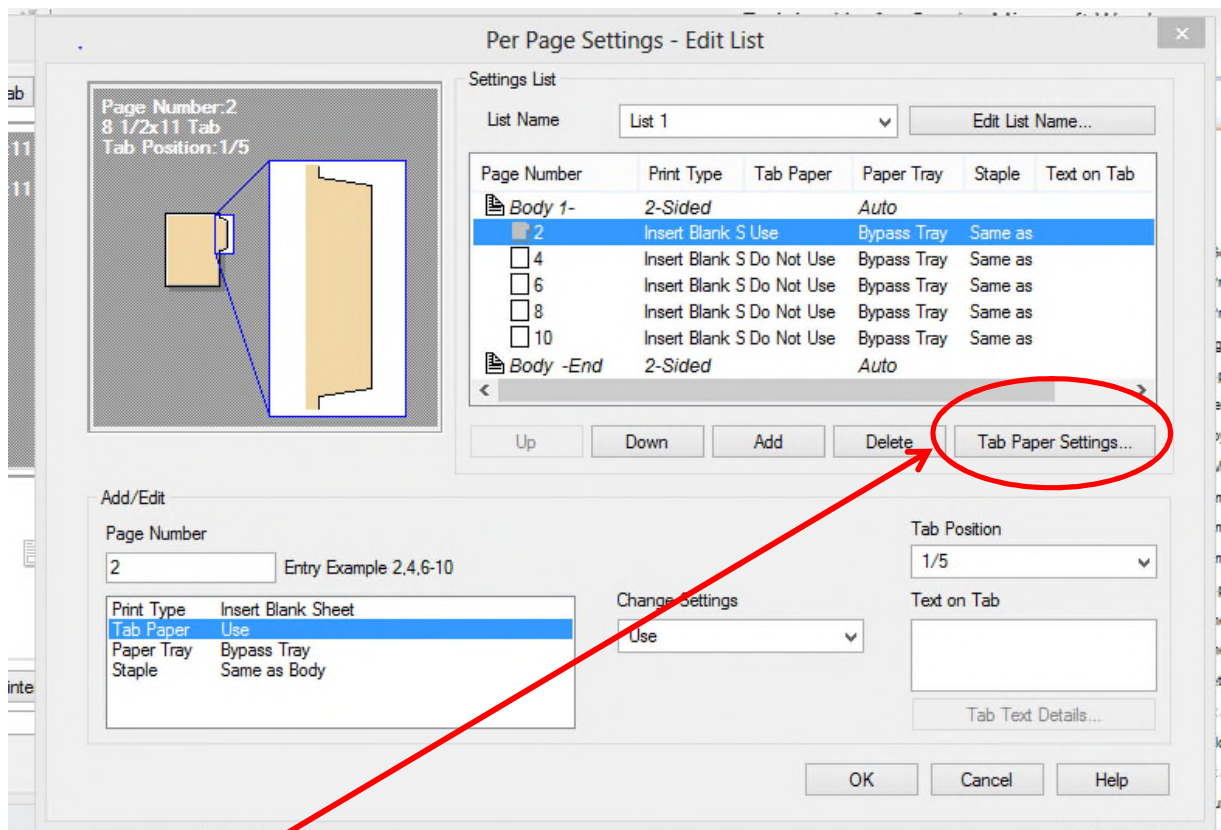 Per Page Settings - Edit List
ab
Page Number:2
8 1/2x11 Tab
Tab Position:1/5
:11
:11
Settings List
List Name List 1 Edit List Name...
Page Number Print Type Tab Paper Paper Tray Staple Text on Tab
Body 1- 2-Sided Auto
2 Insert Blank S Use Bypass Tray Same as
4 Insert Blank S Do Not Use Bypass Tray Same as
6 Insert Blank S Do Not Use Bypass Tray Same as
8 Insert Blank S Do Not Use Bypass Tray Same as
10 Insert Blank S Do Not Use Bypass Tray Same as
Body -End 2-Sided Auto
Up Down Add Delete Tab Paper Settings...
Add/Edit
Page Number
2 Entry Example 2,4,6-10
Print Type Insert Blank Sheet
Tab Paper Use
Paper Tray Bypass Tray
Staple Same as Body
Change Settings
Use
Tab Position
1/5
Text on Tab
Tab Text Details...
inte
OK Cancel Help